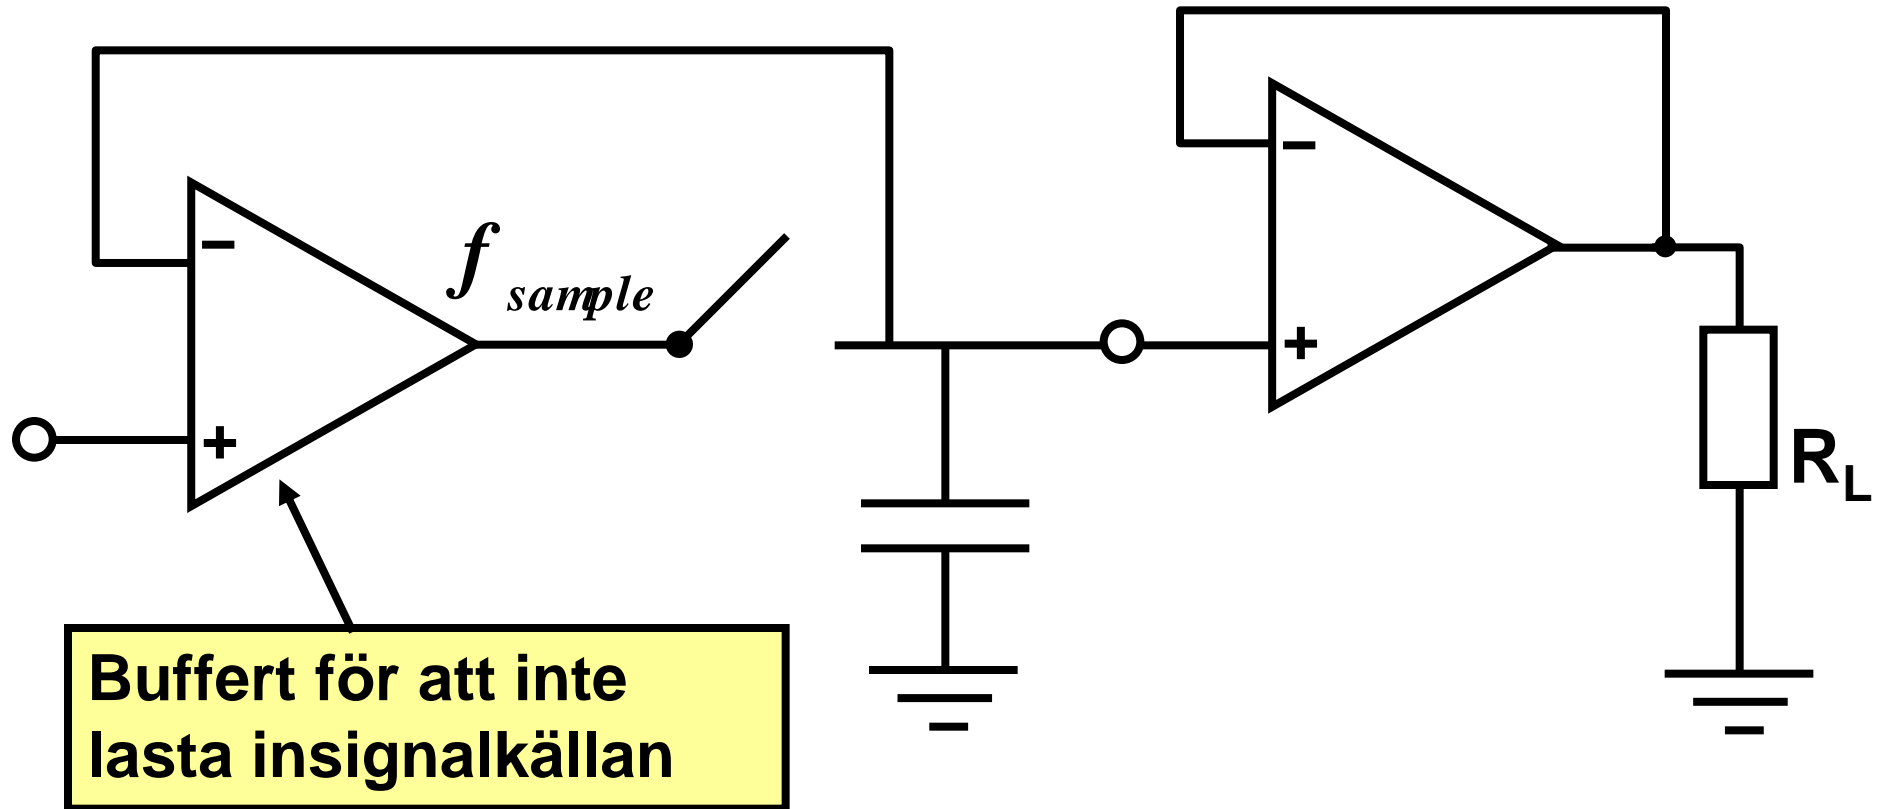 −
+
f sample
−
+
R L
Buffert för att inte
lasta insignalkällan